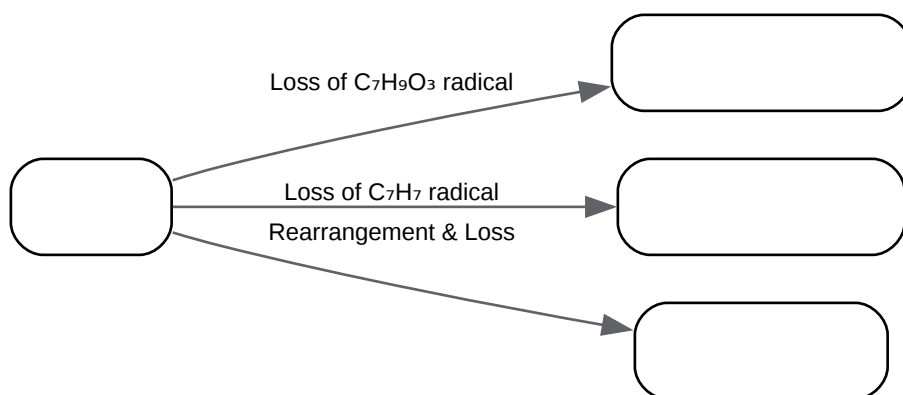 Loss of C₇H₉O₃ radical
Loss of C₇H₇ radical
Rearrangement & Loss